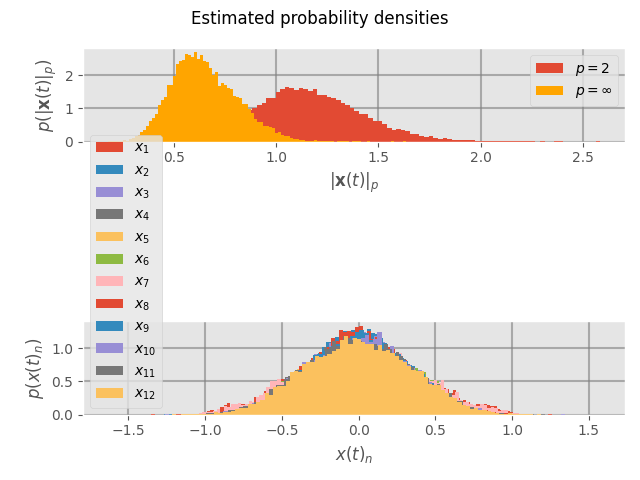 Estimated probability densities
p(|x(t)|_p)
2
1
0
p = 2
p = ∞
0.5 1.0 1.5 2.0 2.5
|x(t)|_p
x_1
x_2
x_3
x_4
x_5
x_6
x_7
x_8
x_9
x_10
x_11
x_12
p(x(t)_n)
1.0
0.5
0.0
−1.5 −1.0 −0.5 0.0 0.5 1.0 1.5
x(t)_n